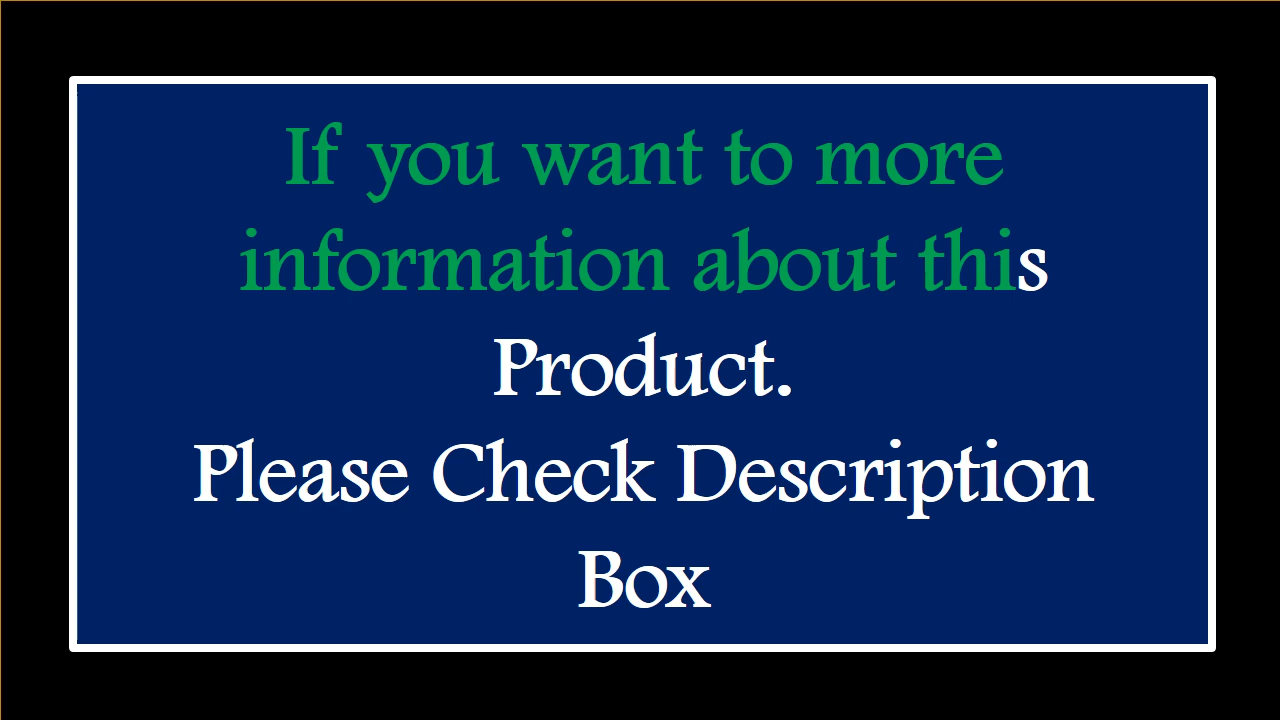 If you want to more
information about this
Product.
Please Check Description
Box